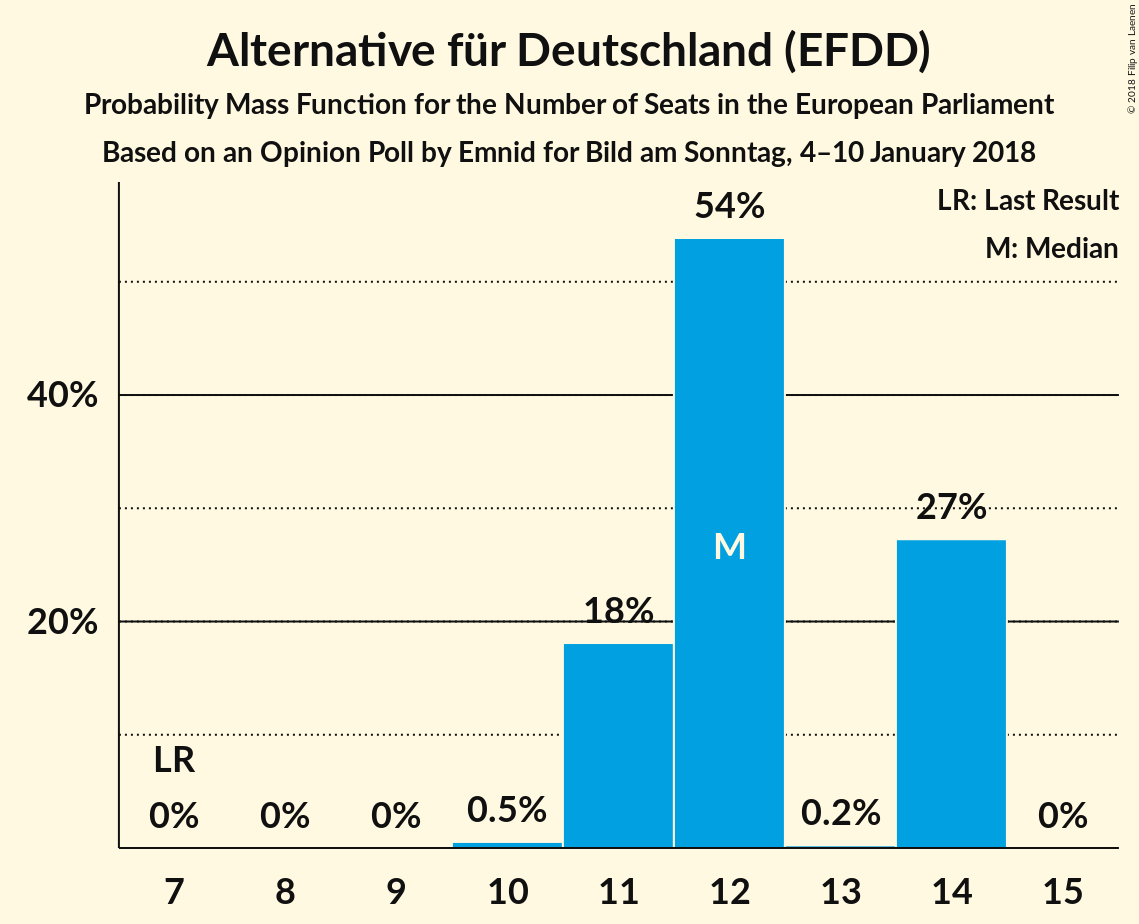 Alternative für Deutschland (EFDD)
Probability Mass Function for the Number of Seats in the European Parliament
Based on an Opinion Poll by Emnid for Bild am Sonntag, 4–10 January 2018
© 2018 Filip van Laenen
LR: Last Result
M: Median
54%
40%
27%
M
20%
18%
LR
0%
0%
0%
0.5%
0.2%
0%
7 8 9 10 11 12 13 14 15